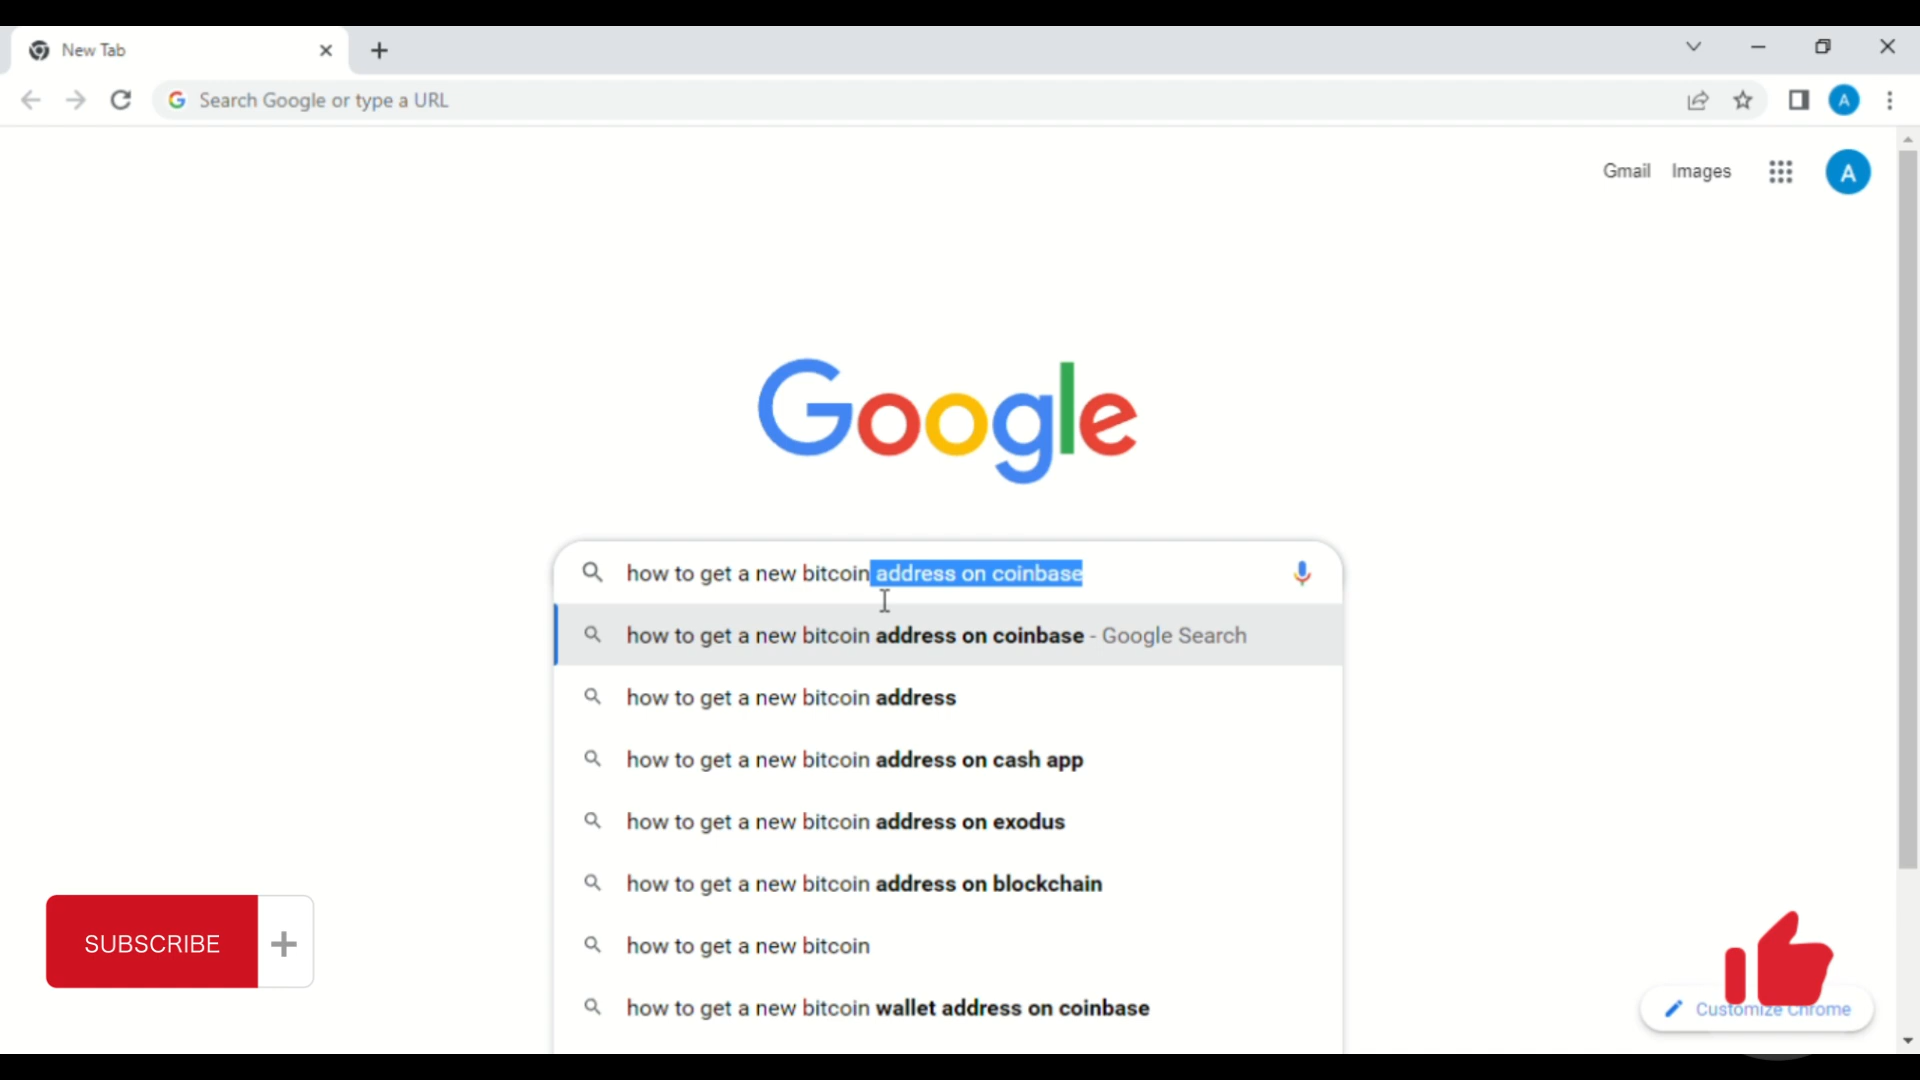 New Tab
Search Google or type a URL
A
Gmail Images
A
Google
how to get a new bitcoin address on coinbase
how to get a new bitcoin address on coinbase - Google Search
how to get a new bitcoin address
how to get a new bitcoin address on cash app
how to get a new bitcoin address on exodus
how to get a new bitcoin address on blockchain
how to get a new bitcoin
how to get a new bitcoin wallet address on coinbase
SUBSCRIBE
Customize Chrome